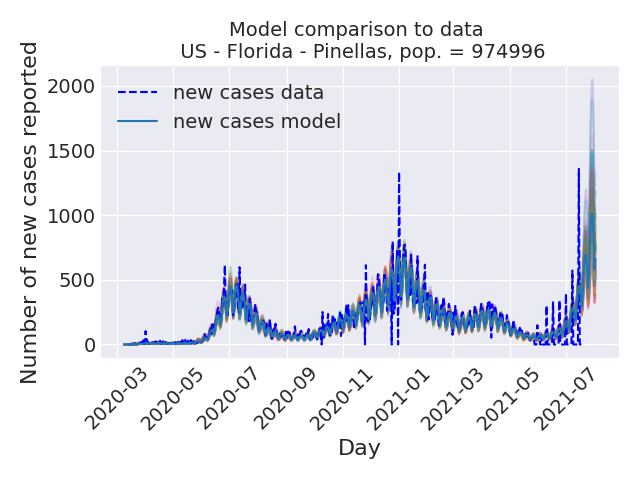 Model comparison to data
US - Florida - Pinellas, pop. = 974996
Number of new cases reported
2000
1500
1000
500
0
new cases data
new cases model
2020-03
2020-05
2020-07
2020-09
2020-11
2021-01
2021-03
2021-05
2021-07
Day